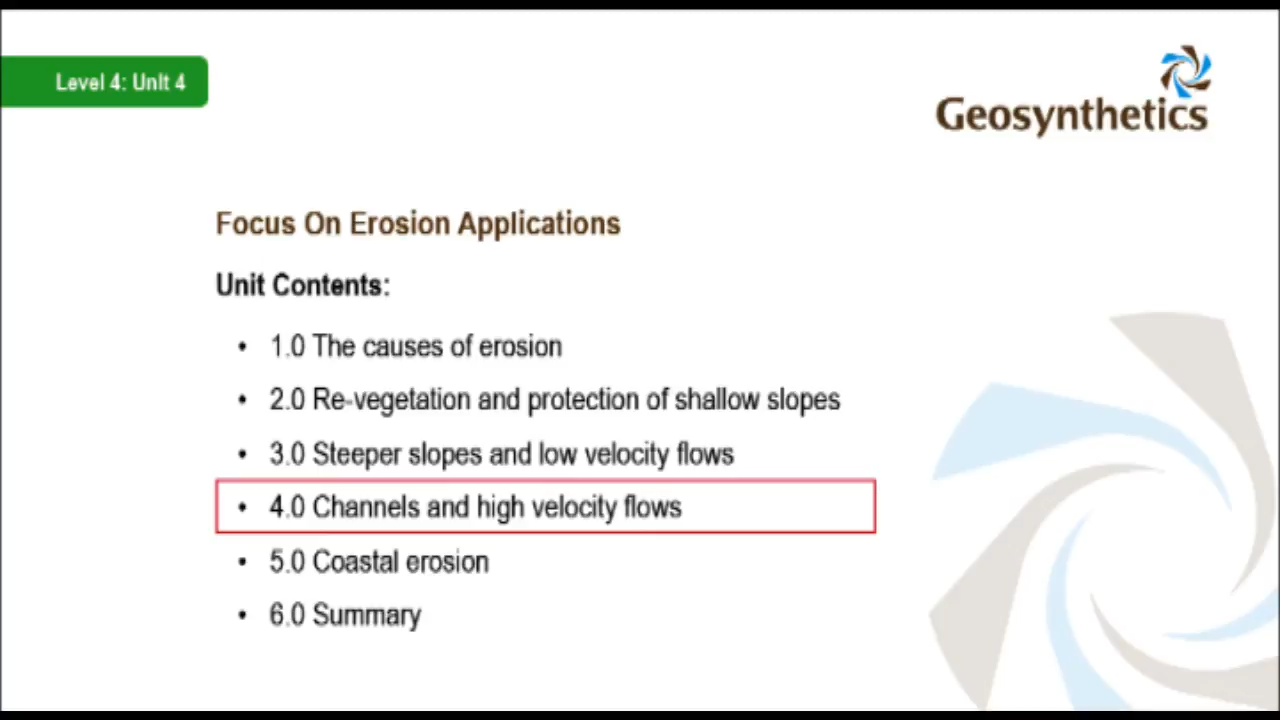 Level 4: Unit 4
Geosynthetics
Focus On Erosion Applications
Unit Contents:
• 1.0 The causes of erosion
• 2.0 Re-vegetation and protection of shallow slopes
• 3.0 Steeper slopes and low velocity flows
• 4.0 Channels and high velocity flows
• 5.0 Coastal erosion
• 6.0 Summary